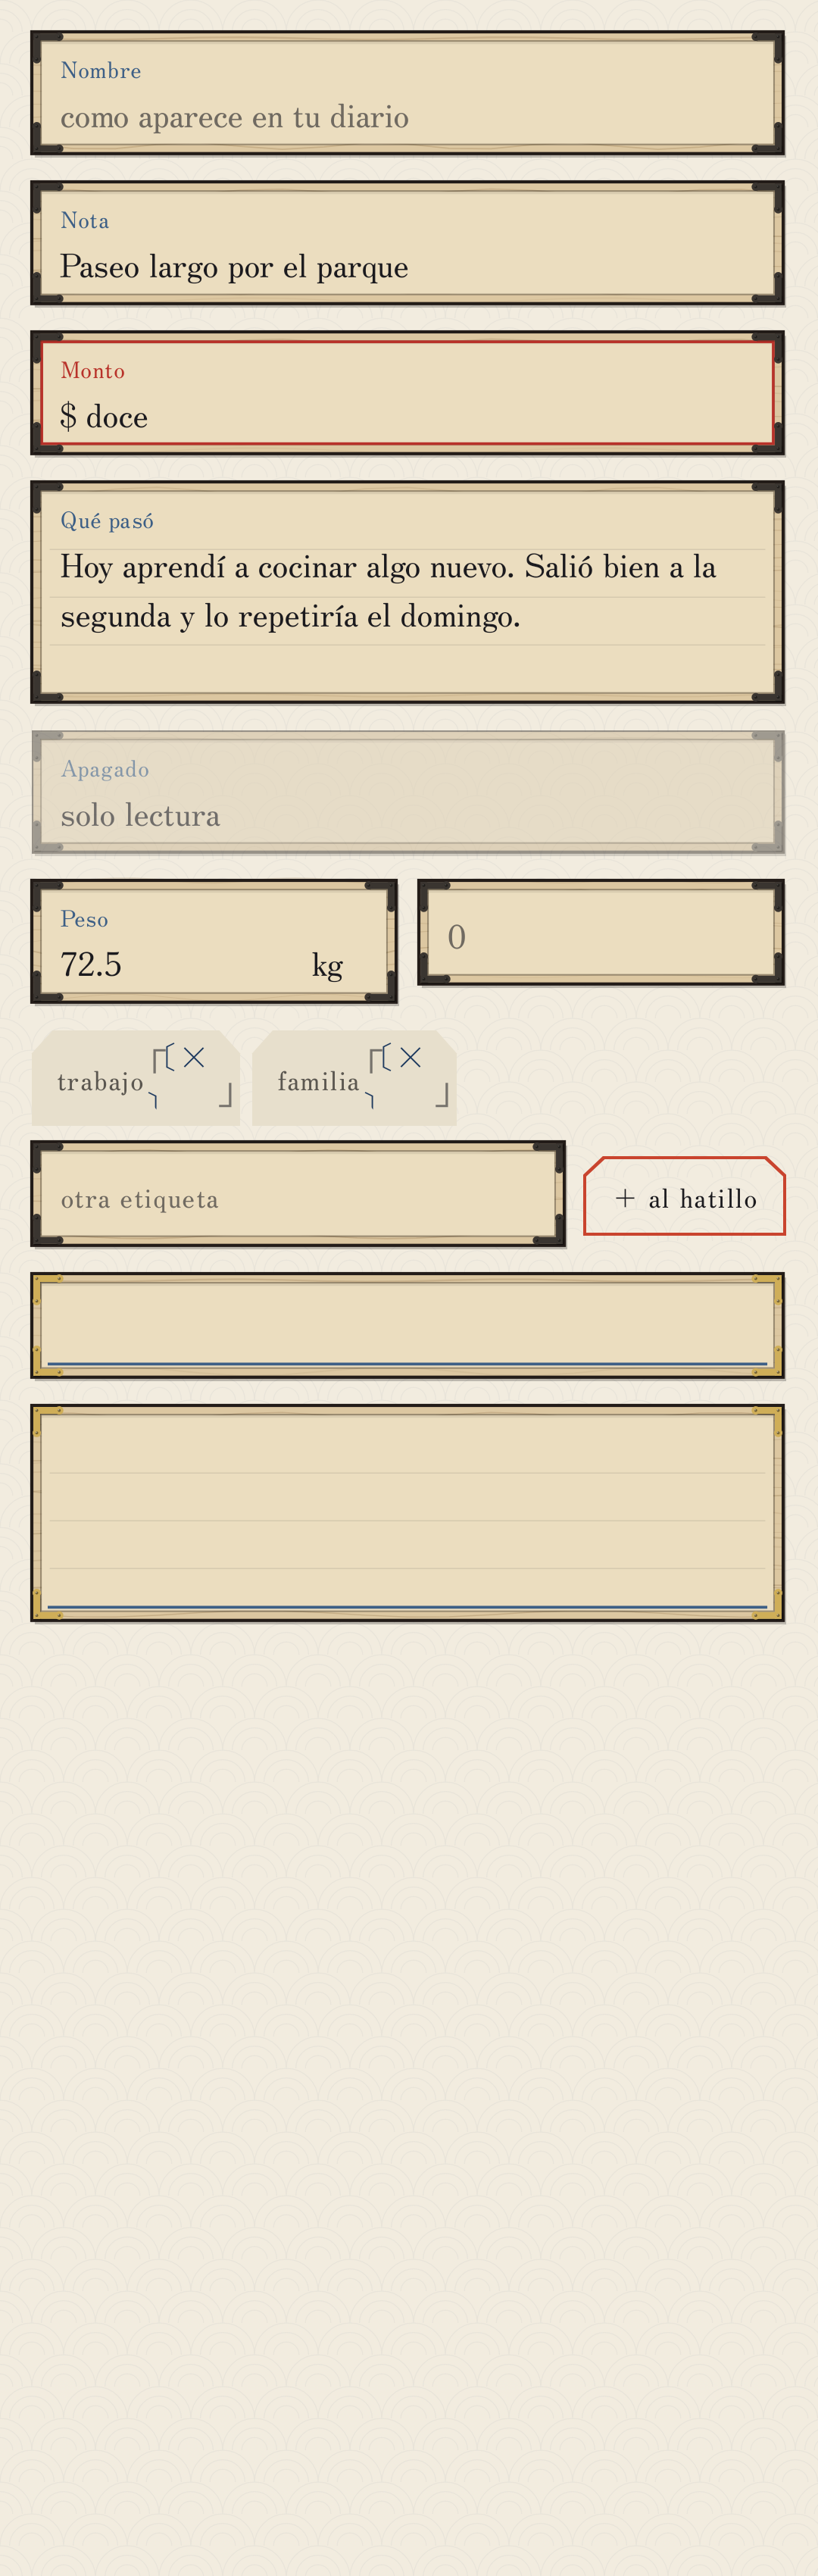 Nombre
como aparece en tu diario
Nota
Paseo largo por el parque
Monto
$ doce
Qué pasó
Hoy aprendí a cocinar algo nuevo. Salió bien a la
segunda y lo repetiría el domingo.
Apagado
solo lectura
Peso
72.5 kg
0
trabajo ×
familia ×
otra etiqueta
+ al hatillo